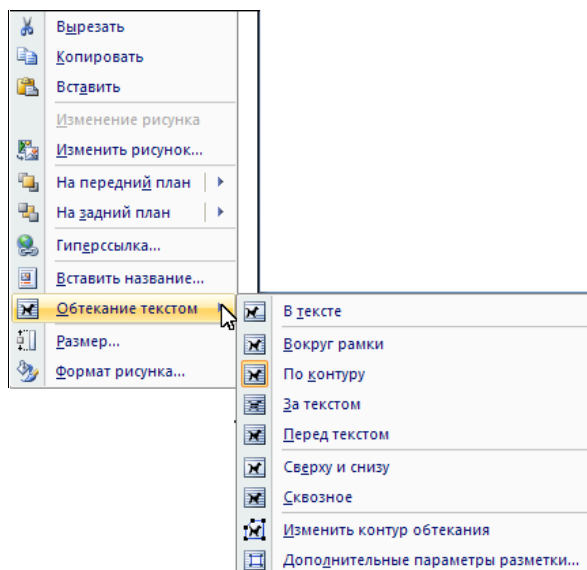 Вырезать
Копировать
Вставить
Изменение рисунка
Изменить рисунок...
На передний план
На задний план
Гиперссылка...
Вставить название...
Обтекание текстом
Размер...
Формат рисунка...
В тексте
Вокруг рамки
По контуру
За текстом
Перед текстом
Сверху и снизу
Сквозное
Изменить контур обтекания
Дополнительные параметры разметки...